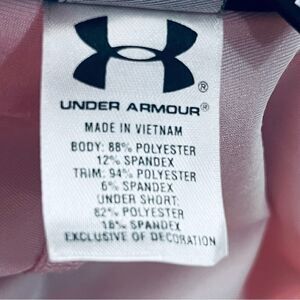 UNDER ARMOUR®
MADE IN VIETNAM
BODY: 88% POLYESTER
12% SPANDEX
TRIM: 94% POLYESTER
6% SPANDEX
UNDER SHORT:
82% POLYESTER
18% SPANDEX
EXCLUSIVE OF DECORATION